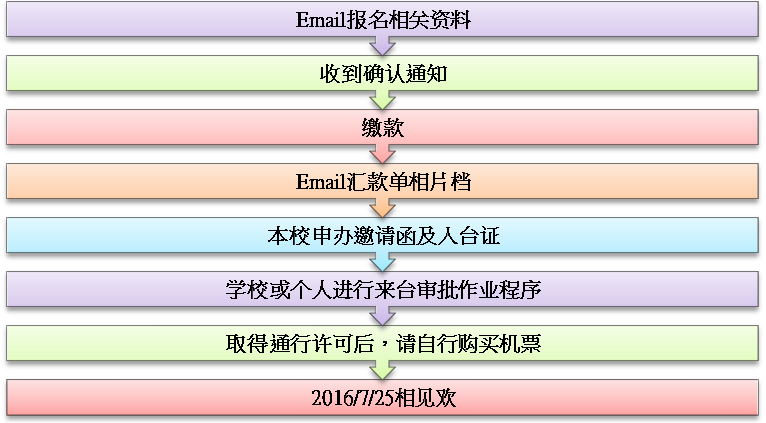 Email报名相关资料
收到确认通知
缴款
Email汇款单相片档
本校申办邀请函及入台证
学校或个人进行来台审批作业程序
取得通行许可后，请自行购买机票
2016/7/25相见欢